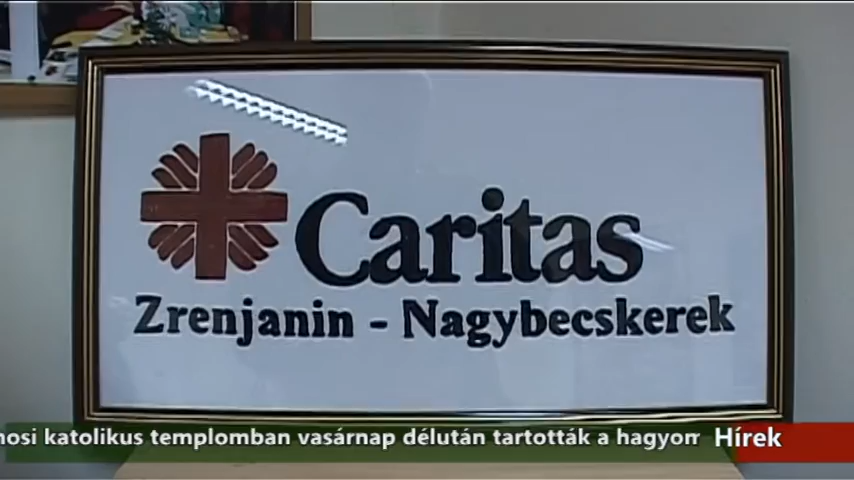 Caritas
Zrenjanin - Nagybecskerek
katolikus templomban vasárnap délután tartották a
Hírek